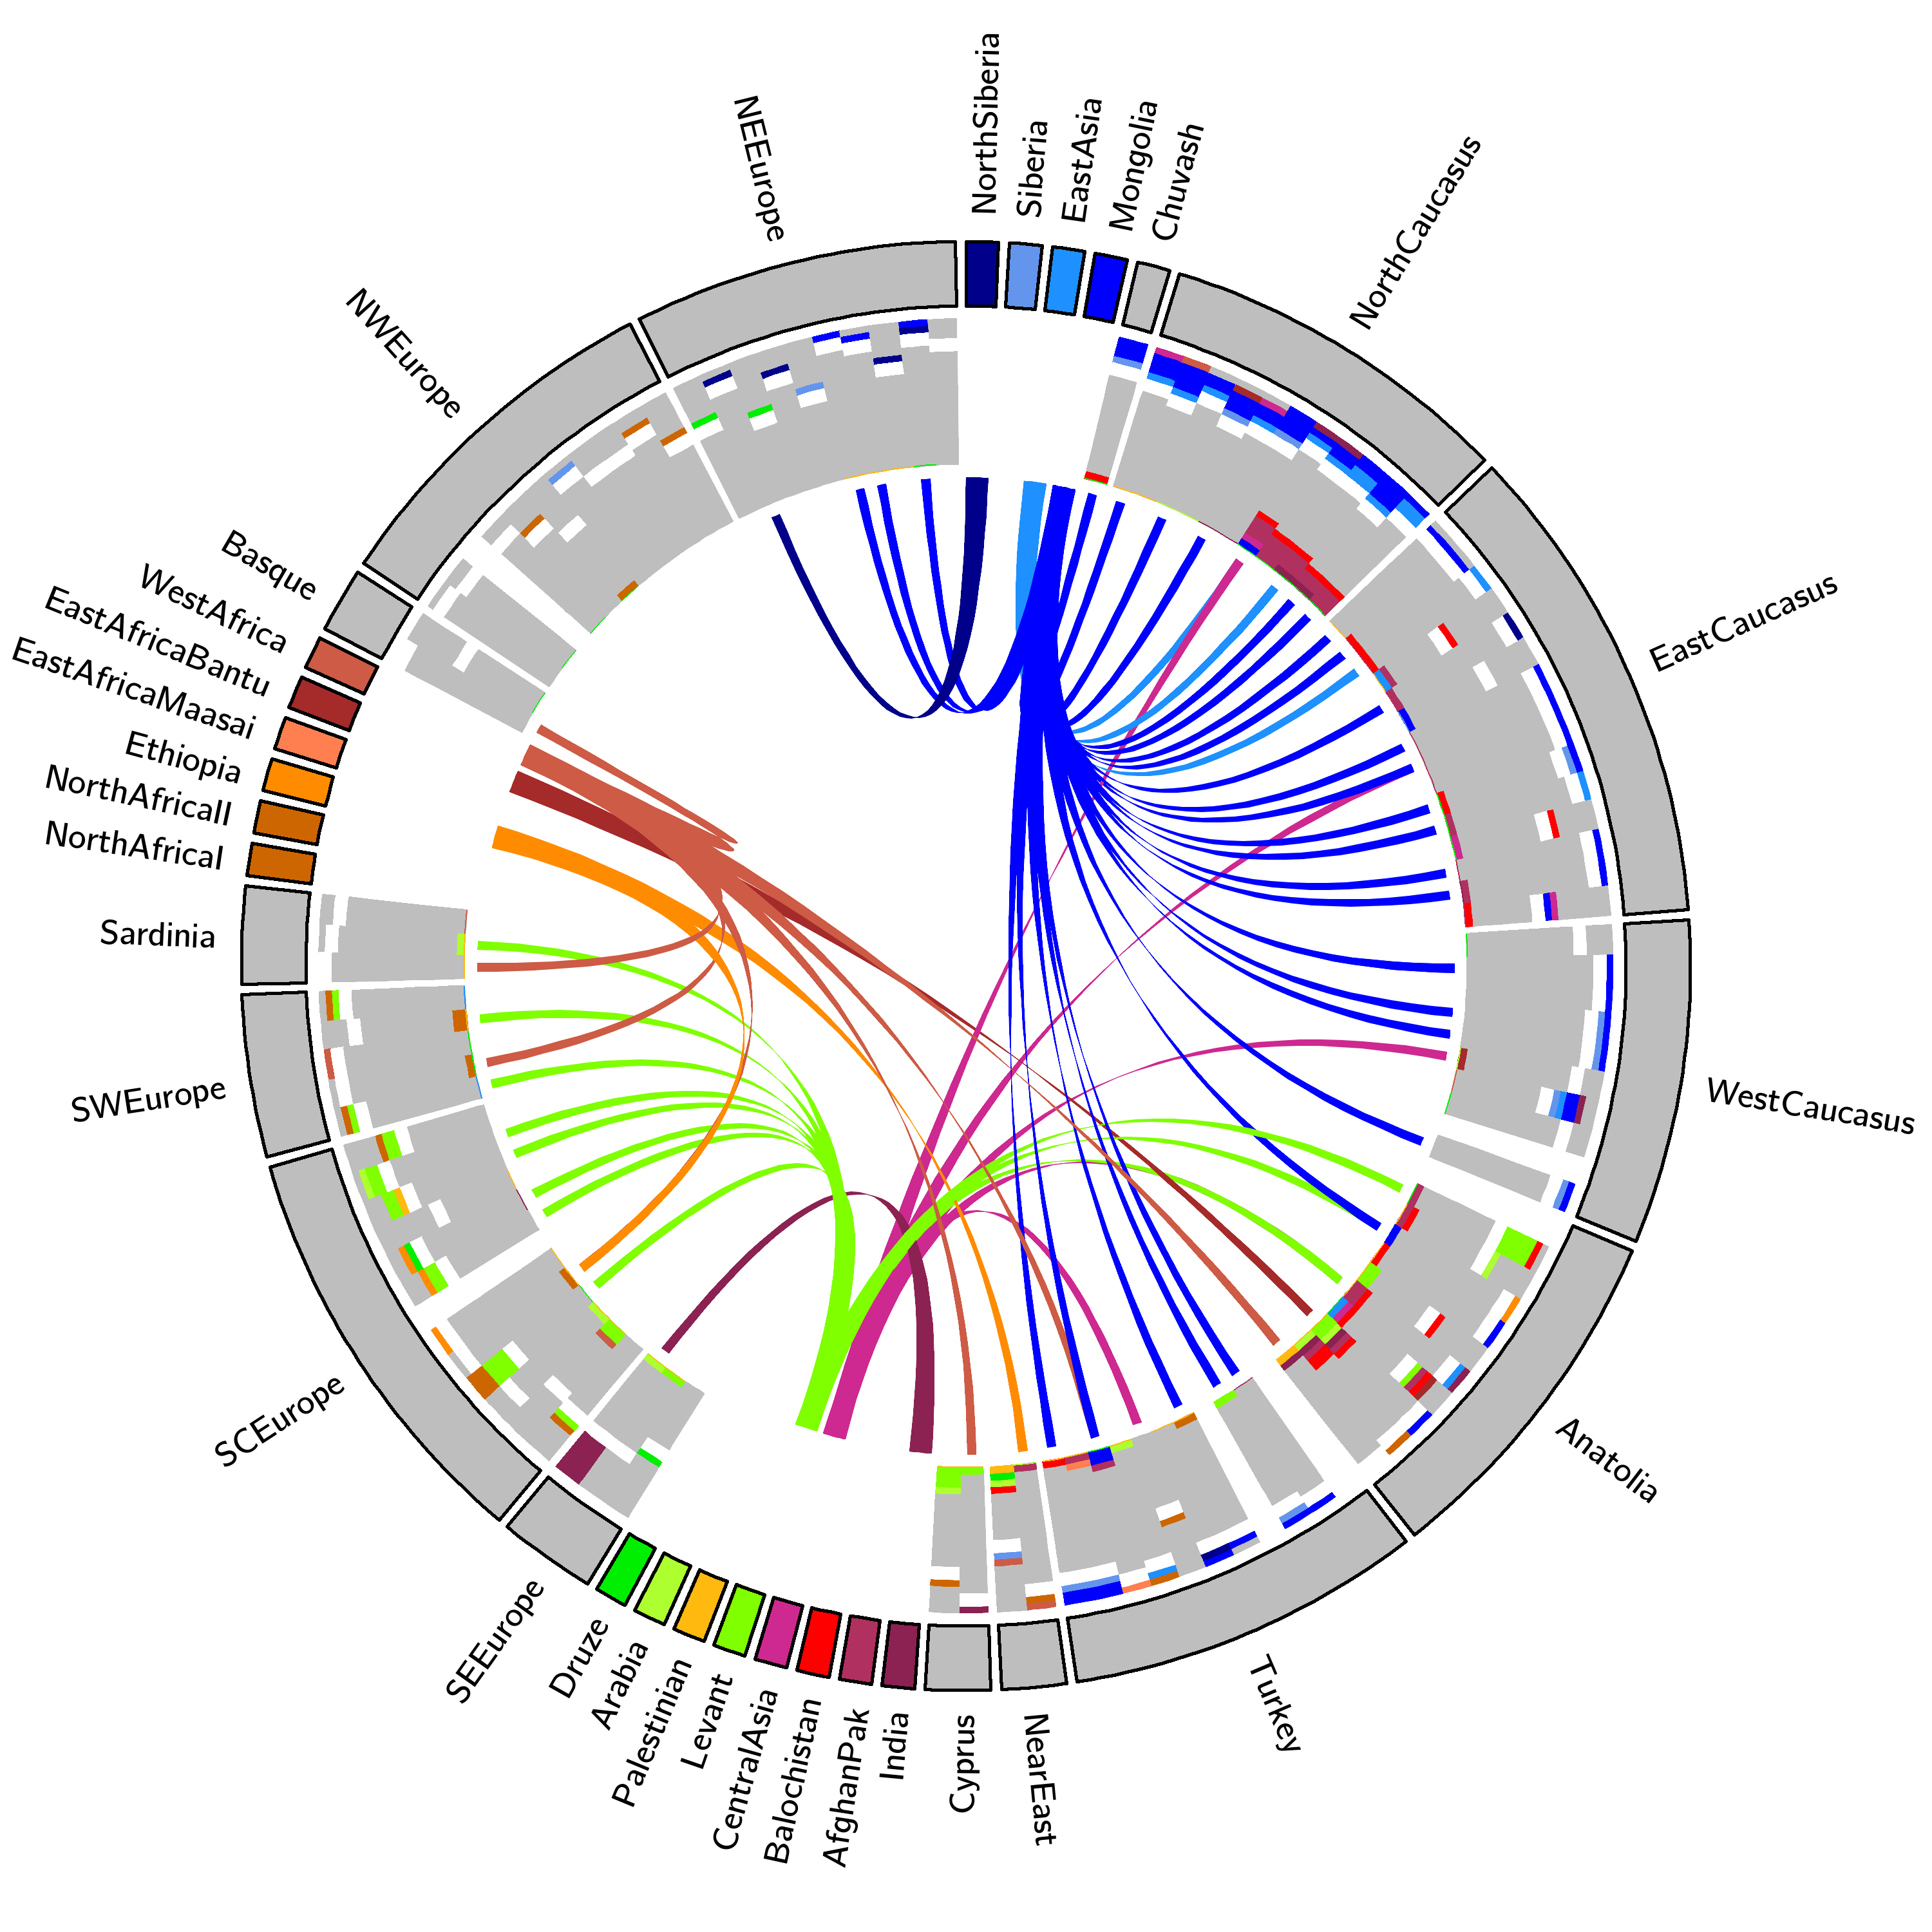 NorthSiberia
Siberia
EastAsia
Mongolia
Chuvash
NorthCaucasus
EastCaucasus
WestCaucasus
Anatolia
Turkey
NearEast
Cyprus
India
AfghanPak
Balochistan
CentralAsia
Levant
Palestinian
Arabia
Druze
SEEurope
SCEurope
SWEurope
Sardinia
NorthAfricaI
NorthAfricaII
Ethiopia
EastAfricaMaasai
EastAfricaBantu
WestAfrica
Basque
NWEurope
NEEurope